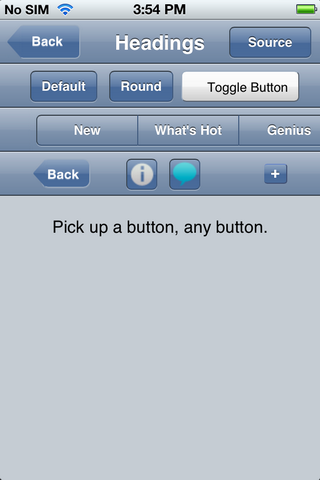 No SIM 3:54 PM
Back Headings Source
Default Round Toggle Button
New What's Hot Genius
Back i +
Pick up a button, any button.